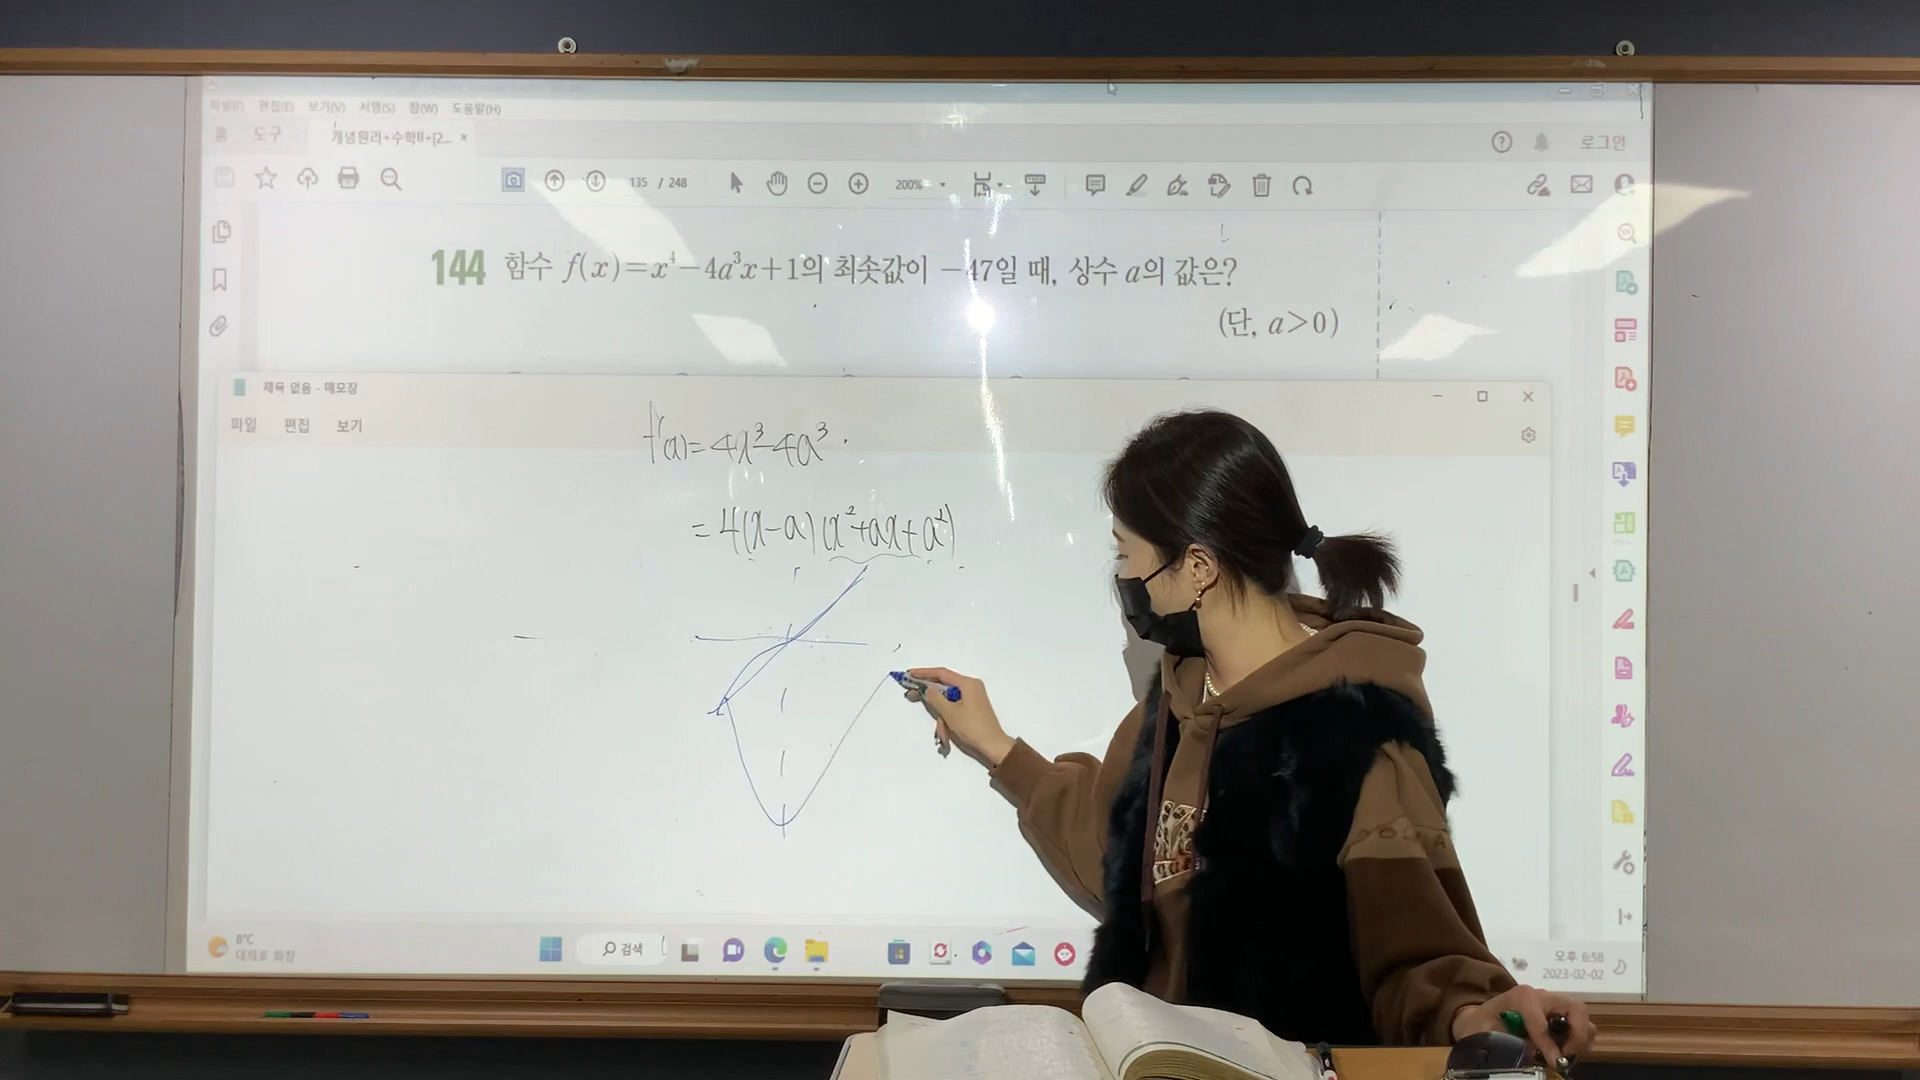 파일(F) 편집(E) 보기(V) 서명(S) 창(W) 도움말(H)
홈 도구 개념원리+수학II+[2... × 로그인
135 / 248 200%
144 함수 f(x)=x⁴-4a³x+1의 최솟값이 -47일 때, 상수 a의 값은?
(단, a>0)
제목 없음 - 메모장
파일 편집 보기
f'(x)=4x³-4a³.
=4(x-a)(x²+ax+a²)
8℃
대체로 화창
검색
오후 6:58
2023-02-02